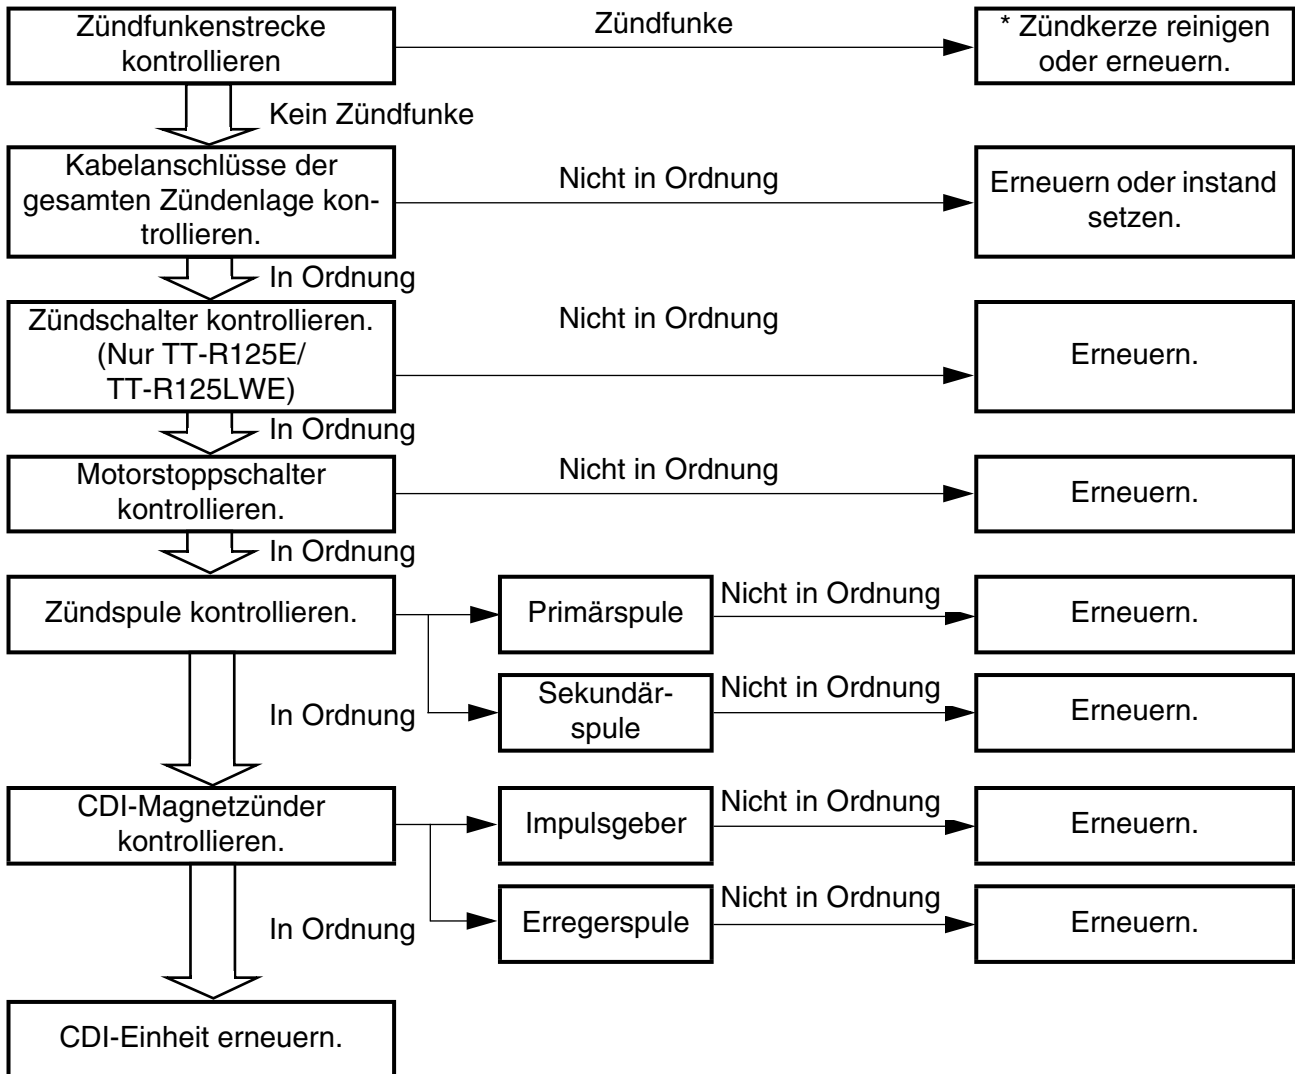 Zündfunkenstrecke
kontrollieren
Zündfunke
* Zündkerze reinigen
oder erneuern.
Kein Zündfunke
Kabelanschlüsse der
gesamten Zündenlage kon-
trollieren.
Nicht in Ordnung
Erneuern oder instand
setzen.
In Ordnung
Zündschalter kontrollieren.
(Nur TT-R125E/
TT-R125LWE)
Nicht in Ordnung
Erneuern.
In Ordnung
Motorstoppschalter
kontrollieren.
Nicht in Ordnung
Erneuern.
In Ordnung
Zündspule kontrollieren.
Primärspule
Nicht in Ordnung
Erneuern.
Sekundär-
spule
Nicht in Ordnung
Erneuern.
In Ordnung
CDI-Magnetzünder
kontrollieren.
Impulsgeber
Nicht in Ordnung
Erneuern.
Erregerspule
Nicht in Ordnung
Erneuern.
In Ordnung
CDI-Einheit erneuern.